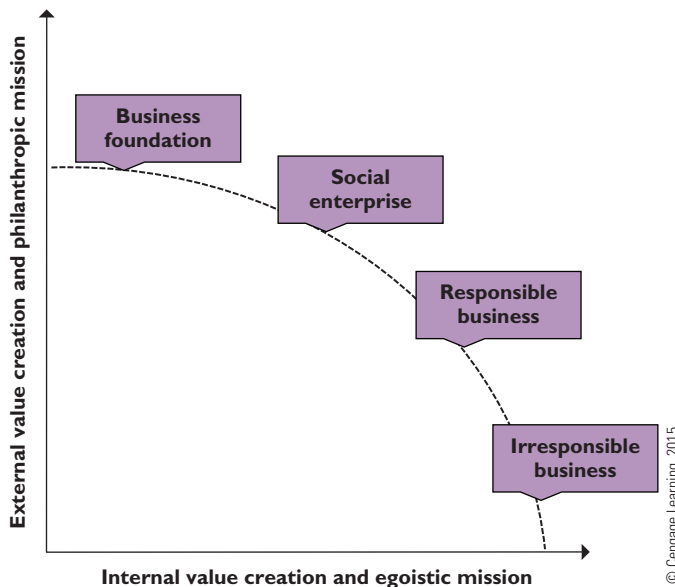 External value creation and philanthropic mission
Business
foundation
Social
enterprise
Responsible
business
Irresponsible
business
Internal value creation and egoistic mission
© Cengage Learning, 2015